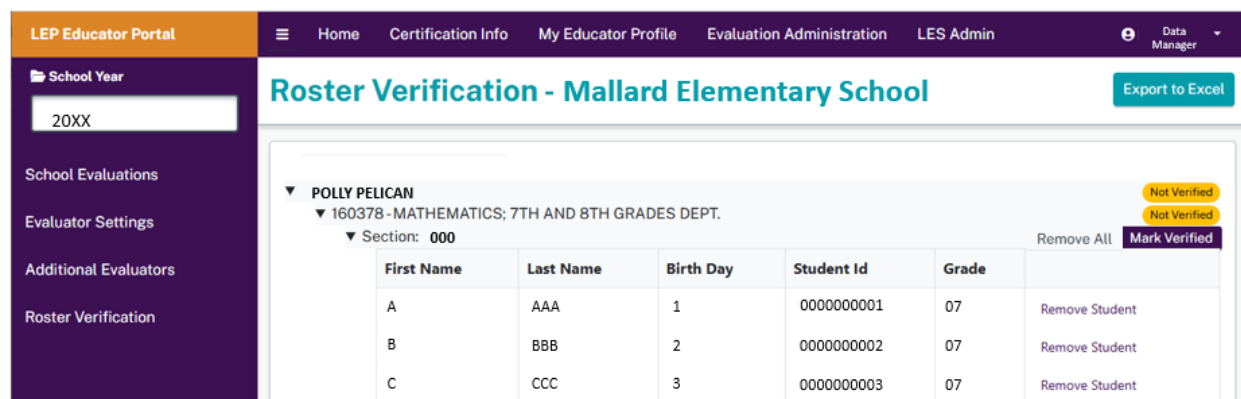 LEP Educator Portal
Home Certification Info My Educator Profile Evaluation Administration LES Admin Data Manager
School Year
20XX
School Evaluations
Evaluator Settings
Additional Evaluators
Roster Verification
Roster Verification - Mallard Elementary School
Export to Excel
POLLY PELICAN Not Verified
160378 - MATHEMATICS; 7TH AND 8TH GRADES DEPT. Not Verified
Section: 000 Remove All Mark Verified
First Name Last Name Birth Day Student Id Grade
A AAA 1 0000000001 07 Remove Student
B BBB 2 0000000002 07 Remove Student
C CCC 3 0000000003 07 Remove Student